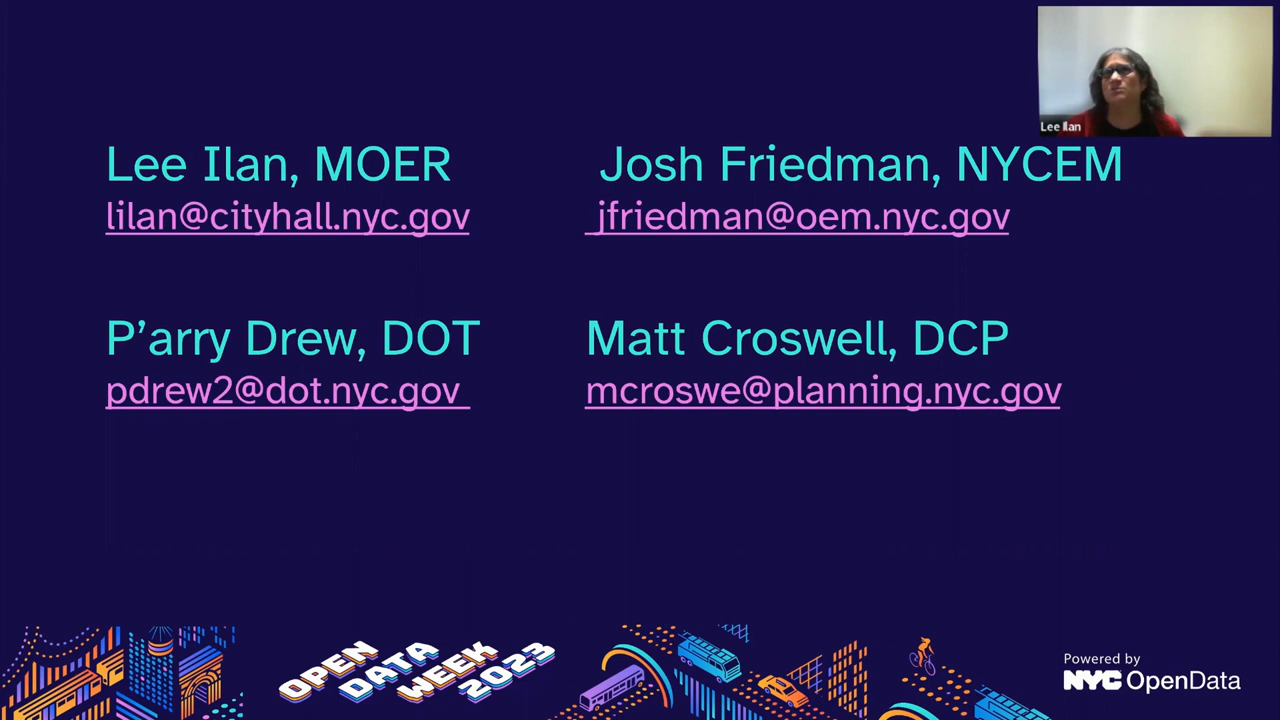 Lee Ilan
Lee Ilan, MOER
lilan@cityhall.nyc.gov
Josh Friedman, NYCEM
jfriedman@oem.nyc.gov
P’arry Drew, DOT
pdrew2@dot.nyc.gov
Matt Croswell, DCP
mcroswe@planning.nyc.gov
OPEN
DATA
WEEK
2023
Powered by
NYC OpenData